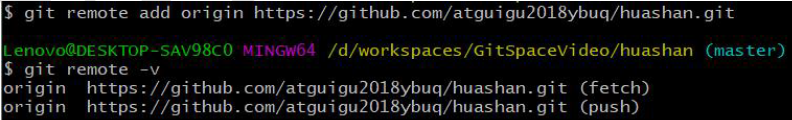 $ git remote add origin https://github.com/atguigu2018ybuq/huashan.git
Lenovo@DESKTOP-SAV98C0 MINGW64 /d/workspaces/GitSpaceVideo/huashan (master)
$ git remote -v
origin  https://github.com/atguigu2018ybuq/huashan.git (fetch)
origin  https://github.com/atguigu2018ybuq/huashan.git (push)